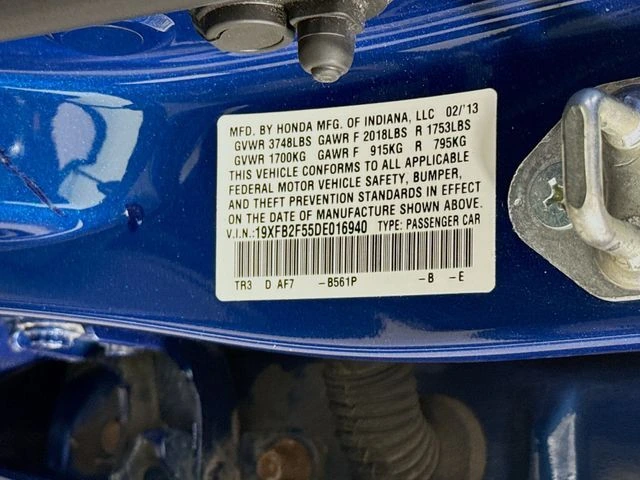 MFD. BY HONDA MFG. OF INDIANA, LLC 02/'13
GVWR 3748LBS GAWR F 2018LBS R 1753LBS
GVWR 1700KG GAWR F 915KG R 795KG
THIS VEHICLE CONFORMS TO ALL APPLICABLE
FEDERAL MOTOR VEHICLE SAFETY, BUMPER,
AND THEFT PREVENTION STANDARDS IN EFFECT
ON THE DATE OF MANUFACTURE SHOWN ABOVE.
V.I.N.:19XFB2F55DE016940 TYPE: PASSENGER CAR
TR3 D AF7 -B561P -B -E